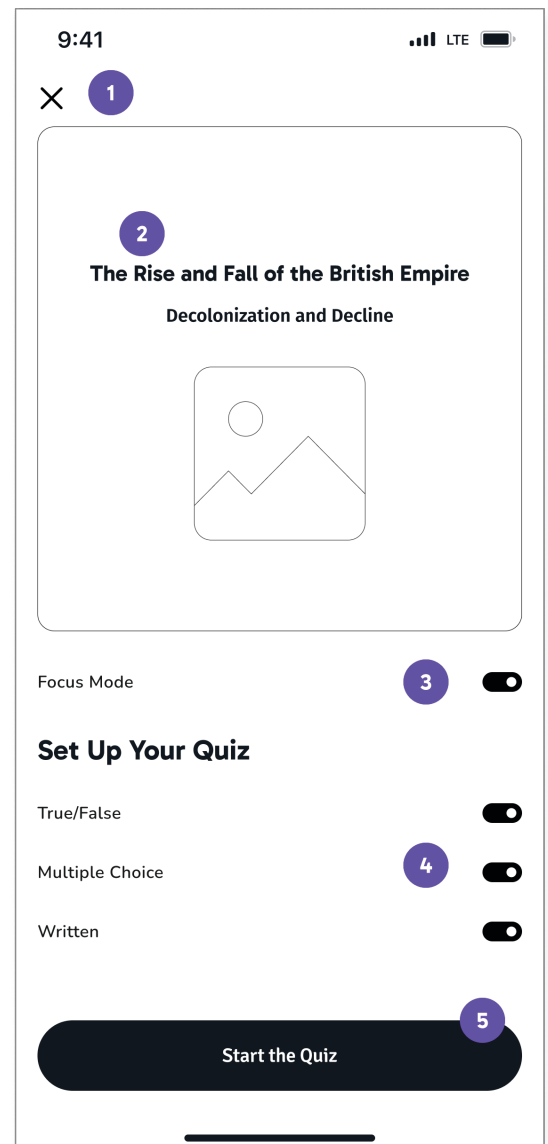 9:41
LTE
1
2
The Rise and Fall of the British Empire
Decolonization and Decline
Focus Mode
3
Set Up Your Quiz
True/False
Multiple Choice
4
Written
5
Start the Quiz